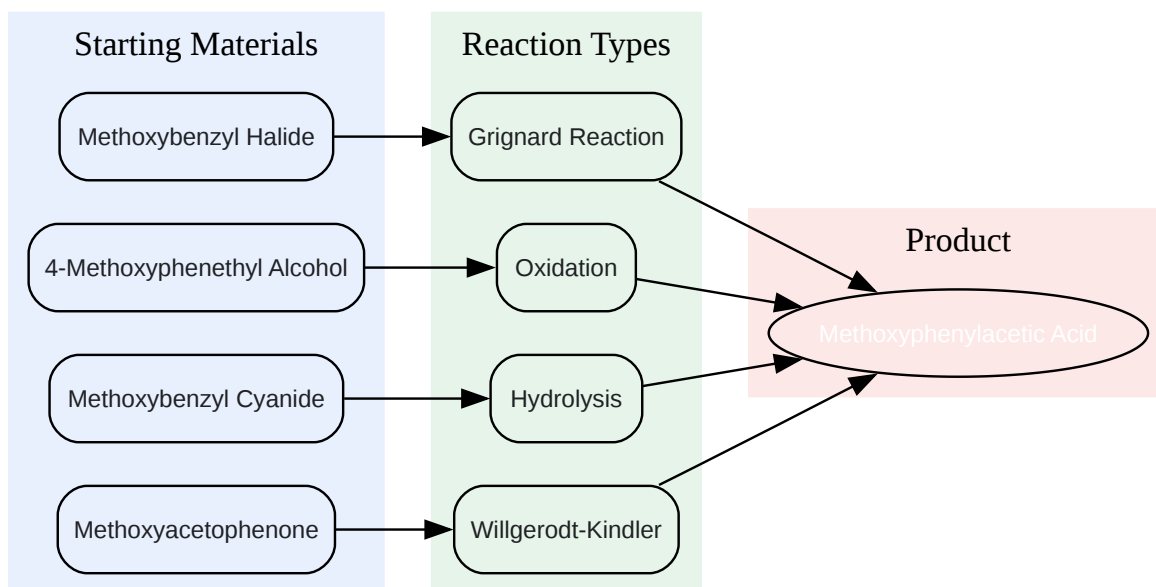 Starting Materials
Reaction Types
Methoxybenzyl Halide
Grignard Reaction
4-Methoxyphenethyl Alcohol
Oxidation
Product
Methoxyphenylacetic Acid
Methoxybenzyl Cyanide
Hydrolysis
Methoxyacetophenone
Willgerodt-Kindler